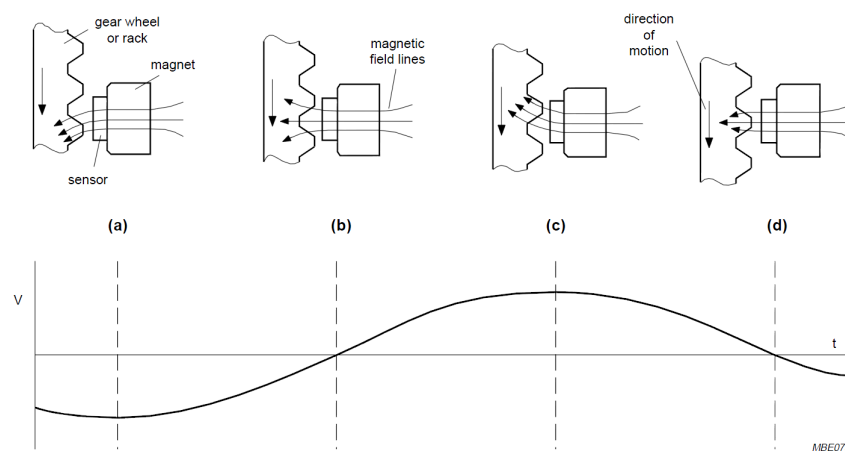 gear wheel
or rack
magnet
sensor
magnetic
field lines
direction
of
motion
(a)
(b)
(c)
(d)
V
t
MBE07